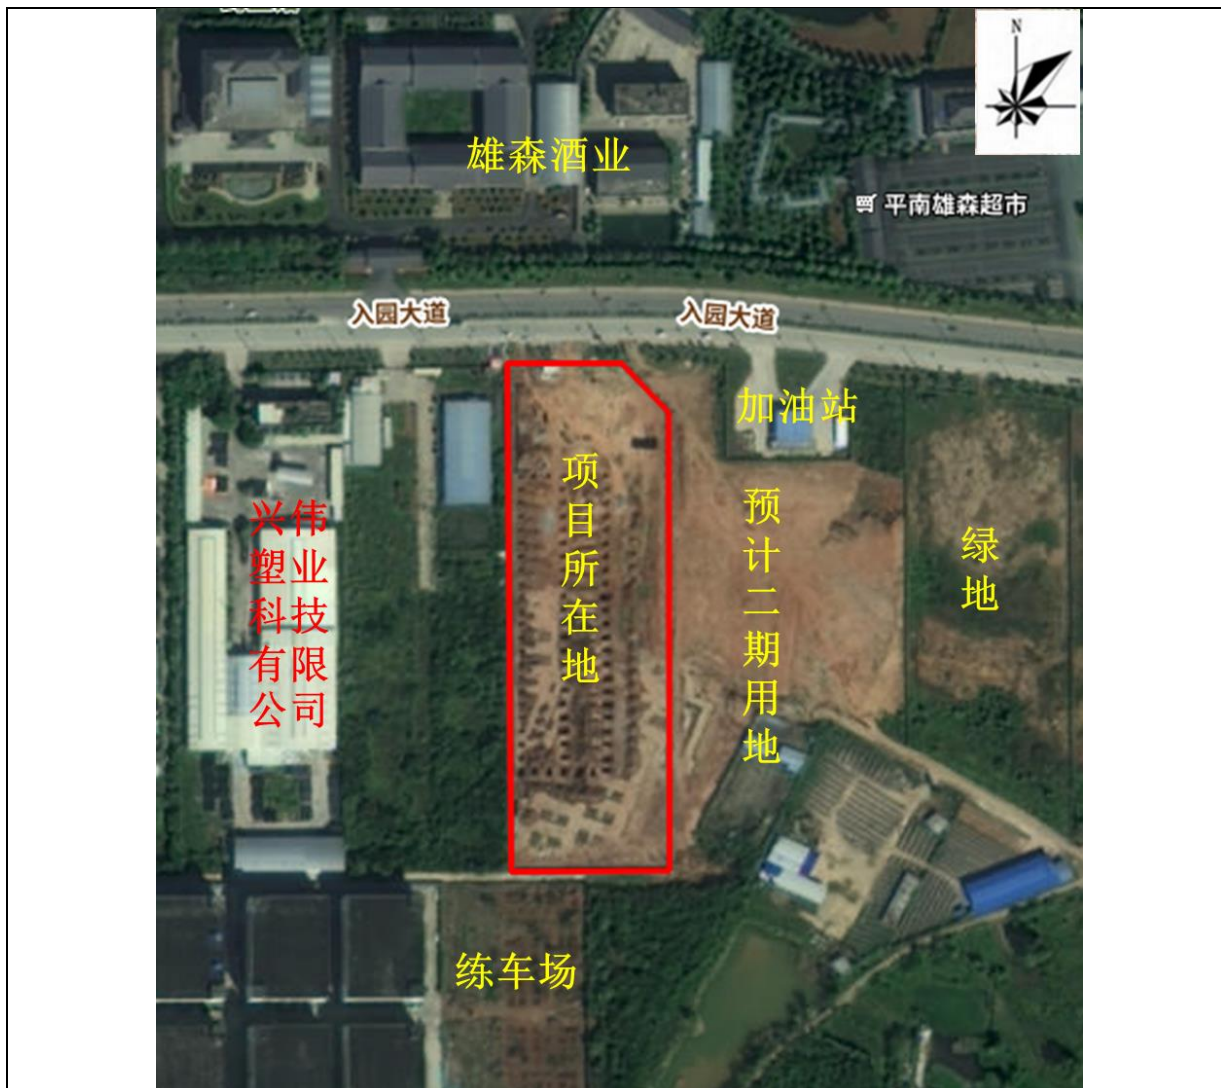 N
雄森酒业
平南雄森超市
入园大道
入园大道
加油站
项目所在地
预计二期用地
绿地
兴伟
塑业
科技
有限
公司
练车场